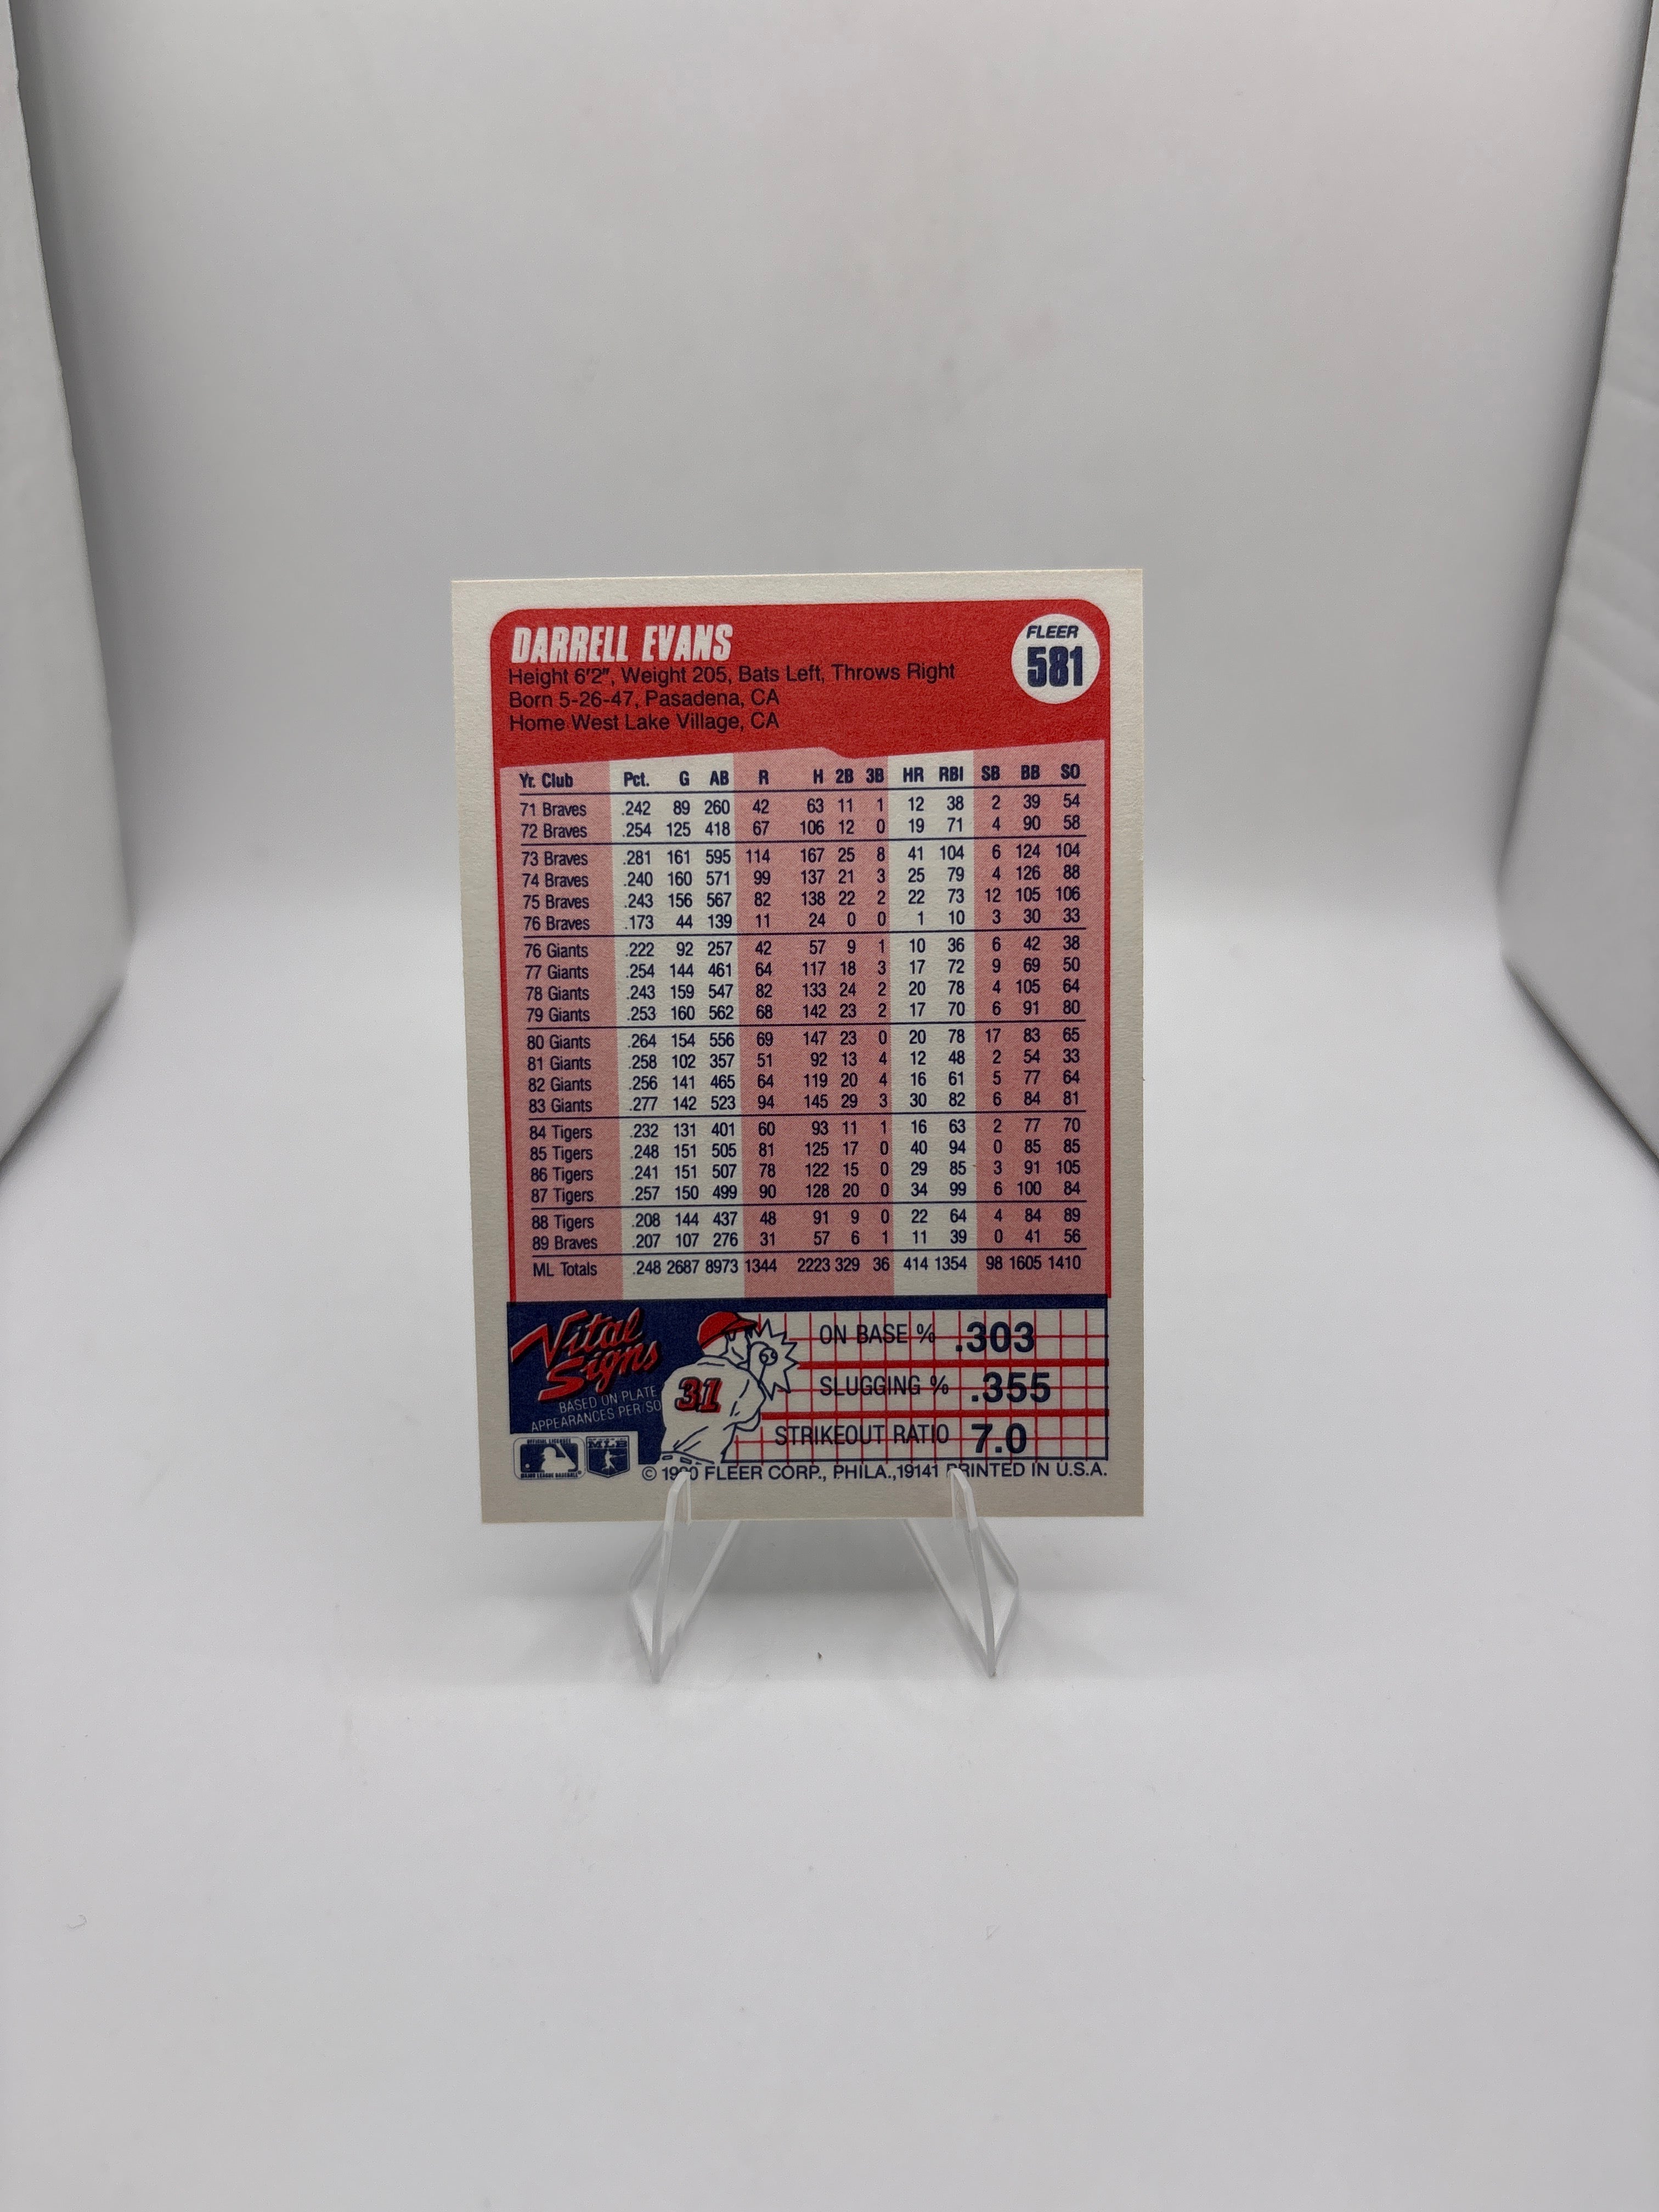 DARRELL EVANS
FLEER
581
Height 6'2", Weight 205, Bats Left, Throws Right
Born 5-26-47, Pasadena, CA
Home West Lake Village, CA
Yr. Club Pct. G AB R H 2B 3B HR RBI SB BB SO
71 Braves .242 89 260 42 63 11 1 12 38 2 39 54
72 Braves .254 125 418 67 106 12 0 19 71 4 90 58
73 Braves .281 161 595 114 167 25 8 41 104 6 124 104
74 Braves .240 160 571 99 137 21 3 25 79 4 126 88
75 Braves .243 156 567 82 138 22 2 22 73 12 105 106
76 Braves .173 44 139 11 24 0 0 1 10 3 30 33
76 Giants .222 92 257 42 57 9 1 10 36 6 42 38
77 Giants .254 144 461 64 117 18 3 17 72 9 69 50
78 Giants .243 159 547 82 133 24 2 20 78 4 105 64
79 Giants .253 160 562 68 142 23 2 17 70 6 91 80
80 Giants .264 154 556 69 147 23 0 20 78 17 83 65
81 Giants .258 102 357 51 92 13 4 12 48 2 54 33
82 Giants .256 141 465 64 119 20 4 16 61 5 77 64
83 Giants .277 142 523 94 145 29 3 30 82 6 84 81
84 Tigers .232 131 401 60 93 11 1 16 63 2 77 70
85 Tigers .248 151 505 81 125 17 0 40 94 0 85 85
86 Tigers .241 151 507 78 122 15 0 29 85 3 91 105
87 Tigers .257 150 499 90 128 20 0 34 99 6 100 84
88 Tigers .208 144 437 48 91 9 0 22 64 4 84 89
89 Braves .207 107 276 31 57 6 1 11 39 0 41 56
ML Totals .248 2687 8973 1344 2223 329 36 414 1354 98 1605 1410
Vital
Signs
BASED ON PLATE
APPEARANCES PER SO
31
ON BASE % .303
SLUGGING % .355
STRIKEOUT RATIO 7.0
MLB
© 1990 FLEER CORP., PHILA., 19141 PRINTED IN U.S.A.